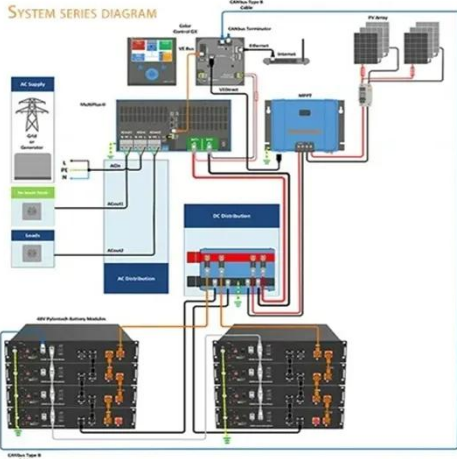 SYSTEM SERIES DIAGRAM
CANbus Type B
Cable
Color
Control GX
CANbus Terminator
PV Array
VE Bus
Ethernet
Internet
AC Supply
VEDirect
MPPT
MultiPlus-II
Grid
or
Generator
L
PE
N
ACin
ACout1
Loads
ACout2
DC Distribution
AC Distribution
48V Pylontech Battery Modules
CANbus Type B